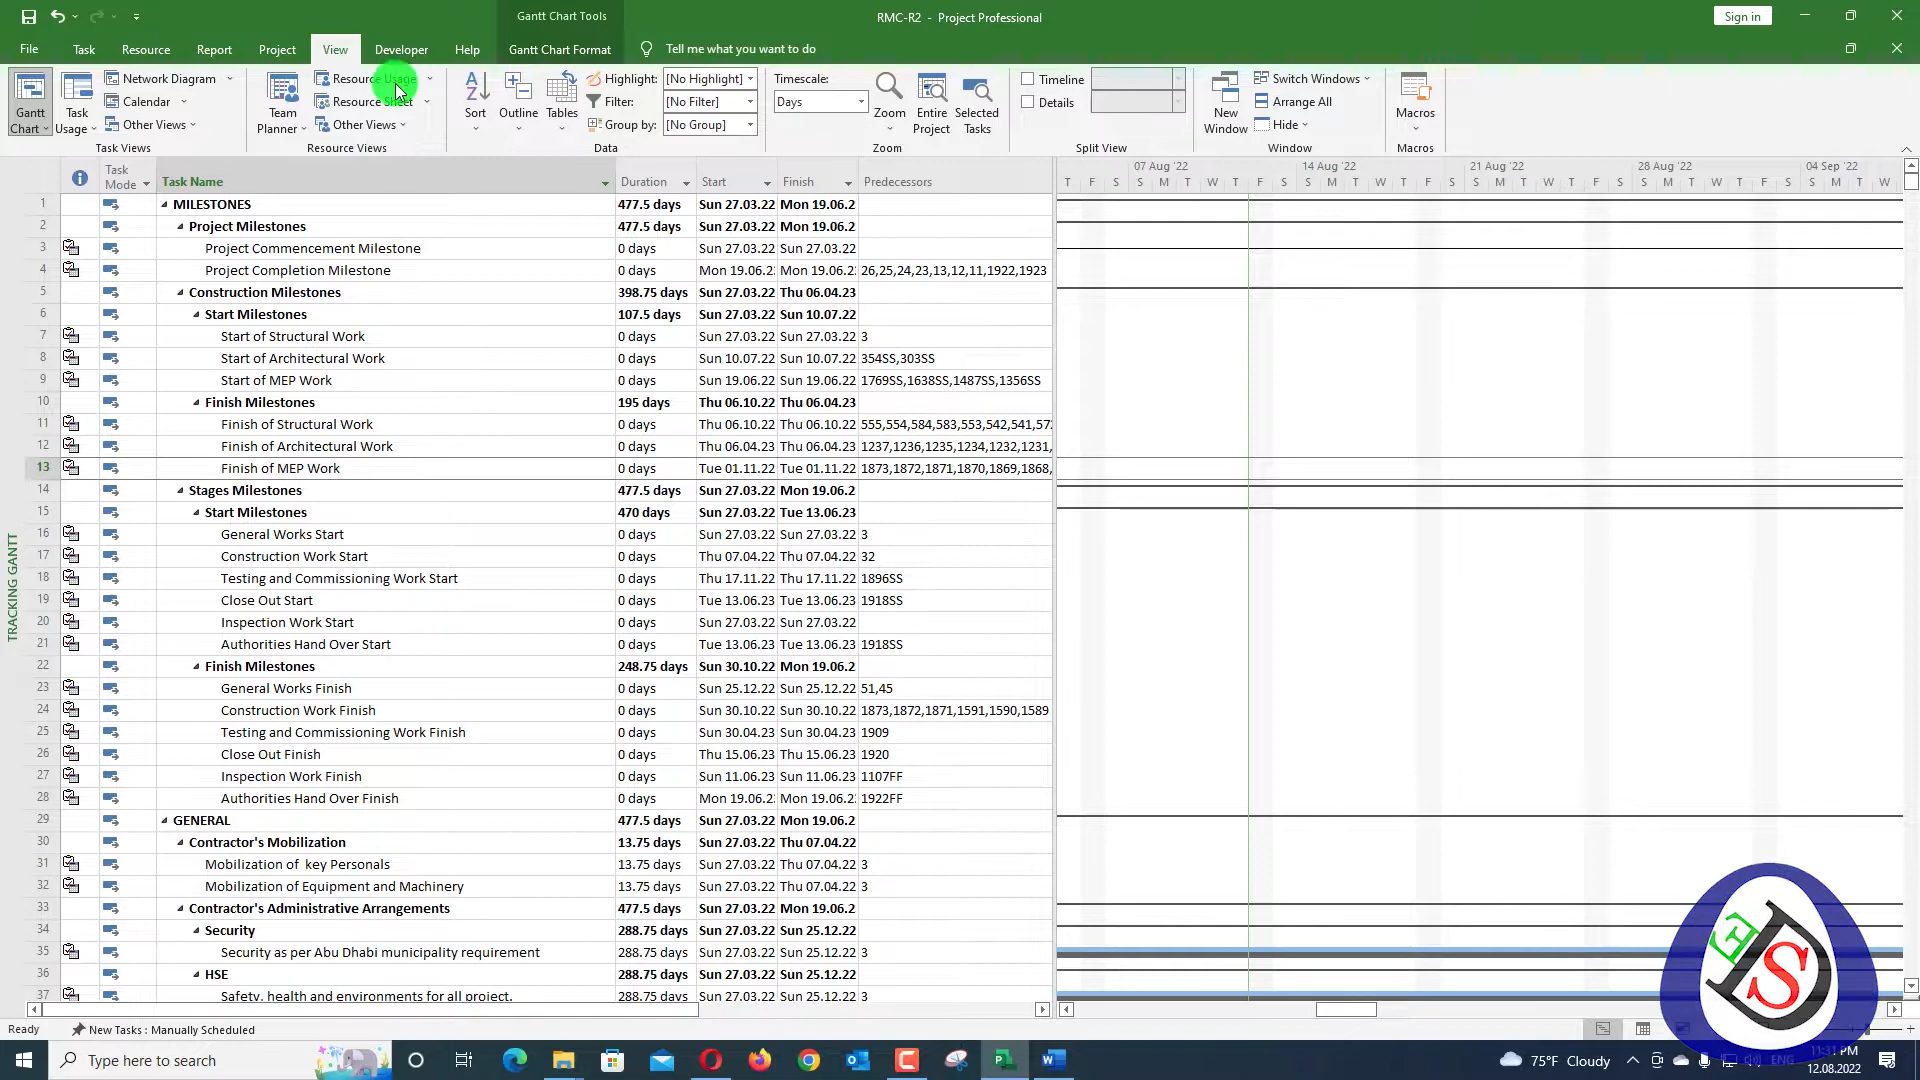 Gantt Chart Tools
RMC-R2 - Project Professional
Sign in
File Task Resource Report Project View Developer Help Gantt Chart Format Tell me what you want to do
Gantt Chart
Task Usage
Network Diagram
Calendar
Other Views
Task Views
Team Planner
Resource Usage
Resource Sheet
Other Views
Resource Views
Sort
Outline
Tables
Highlight: [No Highlight]
Filter: [No Filter]
Group by: [No Group]
Data
Timescale:
Days
Zoom
Entire Project
Selected Tasks
Zoom
Timeline
Details
Split View
New Window
Switch Windows
Arrange All
Hide
Window
Macros
Macros
Task Mode Task Name Duration Start Finish Predecessors
07 Aug '22 14 Aug '22 21 Aug '22 28 Aug '22 04 Sep '22
T F S S M T W T F S S M T W T F S S M T W T F S S M T W T F S S M T W
1 MILESTONES 477.5 days Sun 27.03.22 Mon 19.06.2
2 Project Milestones 477.5 days Sun 27.03.22 Mon 19.06.2
3 Project Commencement Milestone 0 days Sun 27.03.22 Sun 27.03.22
4 Project Completion Milestone 0 days Mon 19.06.2 Mon 19.06.2 26,25,24,23,13,12,11,1922,1923
5 Construction Milestones 398.75 days Sun 27.03.22 Thu 06.04.23
6 Start Milestones 107.5 days Sun 27.03.22 Sun 10.07.22
7 Start of Structural Work 0 days Sun 27.03.22 Sun 27.03.22 3
8 Start of Architectural Work 0 days Sun 10.07.22 Sun 10.07.22 354SS,303SS
9 Start of MEP Work 0 days Sun 19.06.22 Sun 19.06.22 1769SS,1638SS,1487SS,1356SS
10 Finish Milestones 195 days Thu 06.10.22 Thu 06.04.23
11 Finish of Structural Work 0 days Thu 06.10.22 Thu 06.10.22 555,554,584,583,553,542,541,572
12 Finish of Architectural Work 0 days Thu 06.04.23 Thu 06.04.23 1237,1236,1235,1234,1232,1231,
13 Finish of MEP Work 0 days Tue 01.11.22 Tue 01.11.22 1873,1872,1871,1870,1869,1868,
14 Stages Milestones 477.5 days Sun 27.03.22 Mon 19.06.2
15 Start Milestones 470 days Sun 27.03.22 Tue 13.06.23
16 General Works Start 0 days Sun 27.03.22 Sun 27.03.22 3
17 Construction Work Start 0 days Thu 07.04.22 Thu 07.04.22 32
18 Testing and Commissioning Work Start 0 days Thu 17.11.22 Thu 17.11.22 1896SS
19 Close Out Start 0 days Tue 13.06.23 Tue 13.06.23 1918SS
20 Inspection Work Start 0 days Sun 27.03.22 Sun 27.03.22
21 Authorities Hand Over Start 0 days Tue 13.06.23 Tue 13.06.23 1918SS
22 Finish Milestones 248.75 days Sun 30.10.22 Mon 19.06.2
23 General Works Finish 0 days Sun 25.12.22 Sun 25.12.22 51,45
24 Construction Work Finish 0 days Sun 30.10.22 Sun 30.10.22 1873,1872,1871,1591,1590,1589
25 Testing and Commissioning Work Finish 0 days Sun 30.04.23 Sun 30.04.23 1909
26 Close Out Finish 0 days Thu 15.06.23 Thu 15.06.23 1920
27 Inspection Work Finish 0 days Sun 11.06.23 Sun 11.06.23 1107FF
28 Authorities Hand Over Finish 0 days Mon 19.06.2 Mon 19.06.2 1922FF
29 GENERAL 477.5 days Sun 27.03.22 Mon 19.06.2
30 Contractor's Mobilization 13.75 days Sun 27.03.22 Thu 07.04.22
31 Mobilization of key Personals 13.75 days Sun 27.03.22 Thu 07.04.22 3
32 Mobilization of Equipment and Machinery 13.75 days Sun 27.03.22 Thu 07.04.22 3
33 Contractor's Administrative Arrangements 477.5 days Sun 27.03.22 Mon 19.06.2
34 Security 288.75 days Sun 27.03.22 Sun 25.12.22
35 Security as per Abu Dhabi municipality requirement 288.75 days Sun 27.03.22 Sun 25.12.22 3
36 HSE 288.75 days Sun 27.03.22 Sun 25.12.22
37 Safety, health and environments for all project. 288.75 days Sun 27.03.22 Sun 25.12.22 3
TRACKING GANTT
EDS
Ready New Tasks : Manually Scheduled
Type here to search
75°F Cloudy
ENG
11:31 PM
12.08.2022